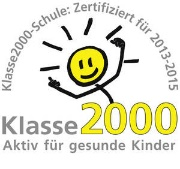 Klasse2000-Schule: Zertifiziert für 2013-2015
Klasse2000
Aktiv für gesunde Kinder